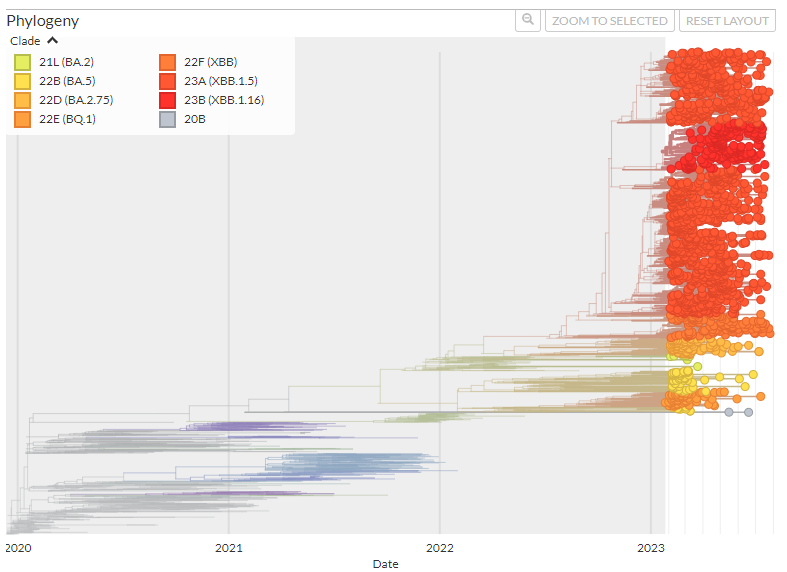 Phylogeny
ZOOM TO SELECTED
RESET LAYOUT
Clade
21L (BA.2)
22F (XBB)
22B (BA.5)
23A (XBB.1.5)
22D (BA.2.75)
23B (XBB.1.16)
22E (BQ.1)
20B
2020
2021
2022
2023
Date